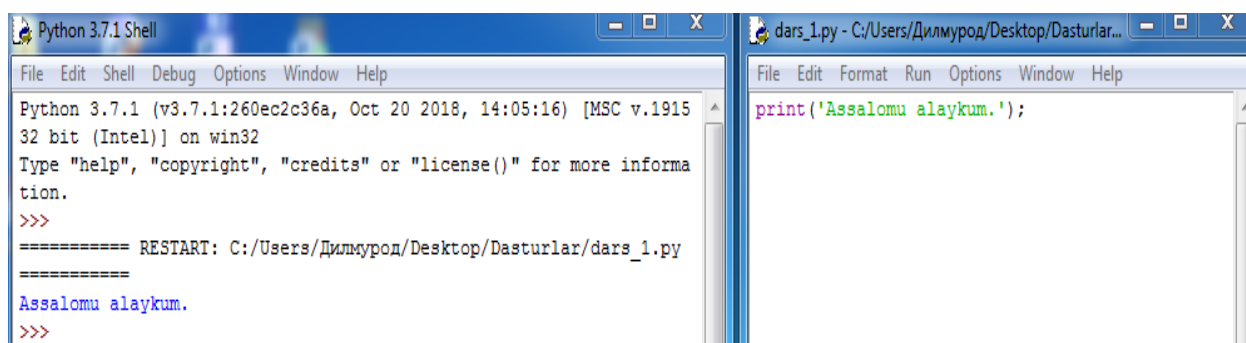 Python 3.7.1 Shell
File Edit Shell Debug Options Window Help
Python 3.7.1 (v3.7.1:260ec2c36a, Oct 20 2018, 14:05:16) [MSC v.1915
32 bit (Intel)] on win32
Type "help", "copyright", "credits" or "license()" for more informa
tion.
>>>
=========== RESTART: C:/Users/Дилмурод/Desktop/Dasturlar/dars_1.py
===========
Assalomu alaykum.
>>>
dars_1.py - C:/Users/Дилмурод/Desktop/Dasturlar...
File Edit Format Run Options Window Help
print('Assalomu alaykum.');